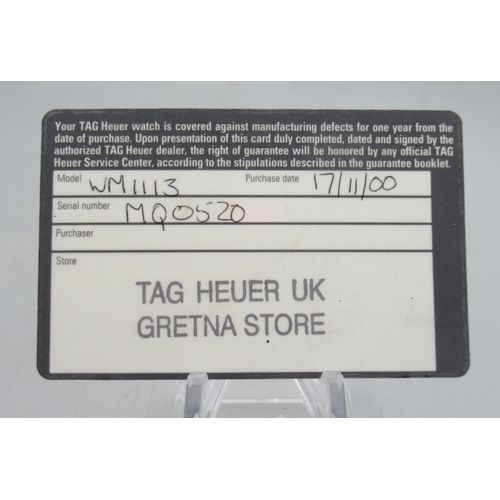 Your TAG Heuer watch is covered against manufacturing defects for one year from the
date of purchase. Upon presentation of this card duly completed, dated and signed by the
authorized TAG Heuer dealer, the right of guarantee will be honored by any official TAG
Heuer Service Center, according to the stipulations described in the guarantee booklet.
Model WM1113 Purchase date 17/11/00
Serial number MQ0520
Purchaser
Store
TAG HEUER UK
GRETNA STORE